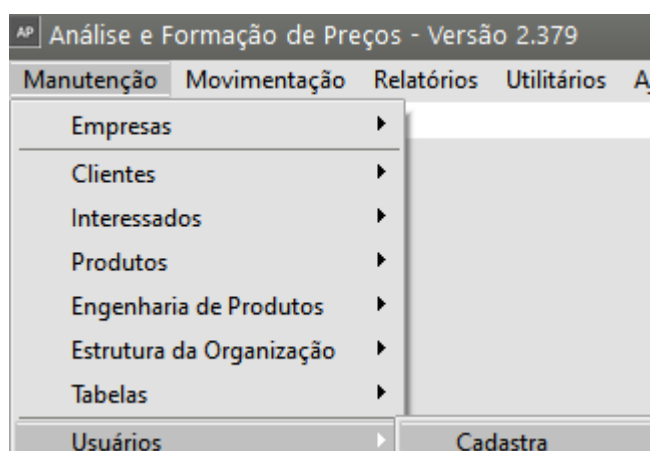 AP Análise e Formação de Preços - Versão 2.379
Manutenção Movimentação Relatórios Utilitários
Empresas
Clientes
Interessados
Produtos
Engenharia de Produtos
Estrutura da Organização
Tabelas
Usuários Cadastra